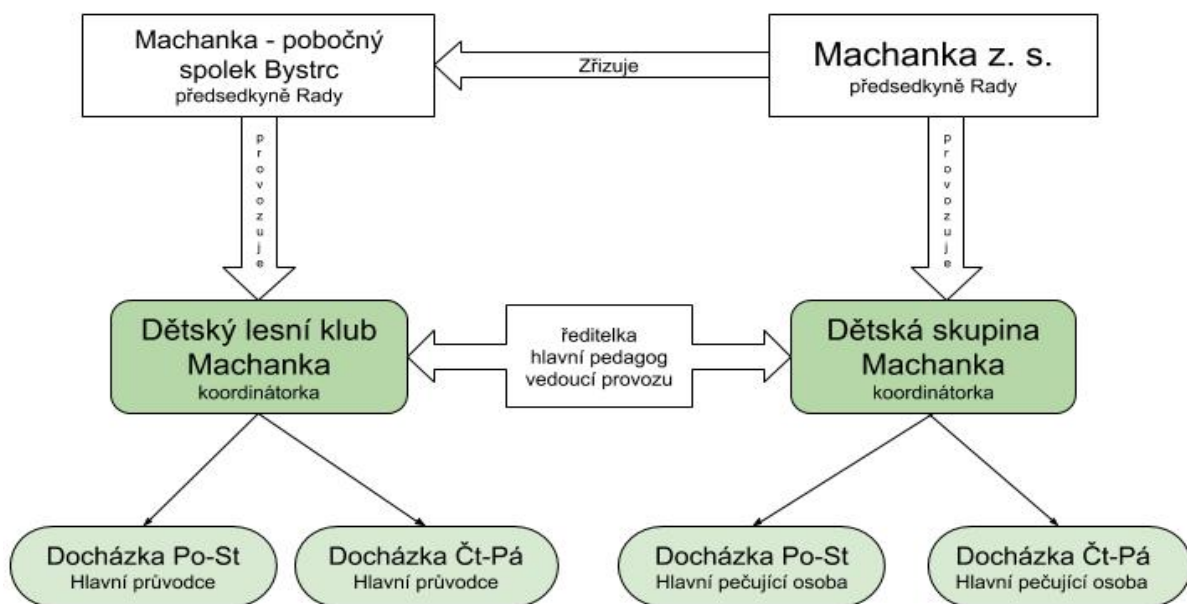 Machanka - pobočný
spolek Bystrc
předsedkyně Rady
Zřizuje
Machanka z. s.
předsedkyně Rady
provozuje
provozuje
Dětský lesní klub
Machanka
koordinátorka
ředitelka
hlavní pedagog
vedoucí provozu
Dětská skupina
Machanka
koordinátorka
Docházka Po-St
Hlavní průvodce
Docházka Čt-Pá
Hlavní průvodce
Docházka Po-St
Hlavní pečující osoba
Docházka Čt-Pá
Hlavní pečující osoba